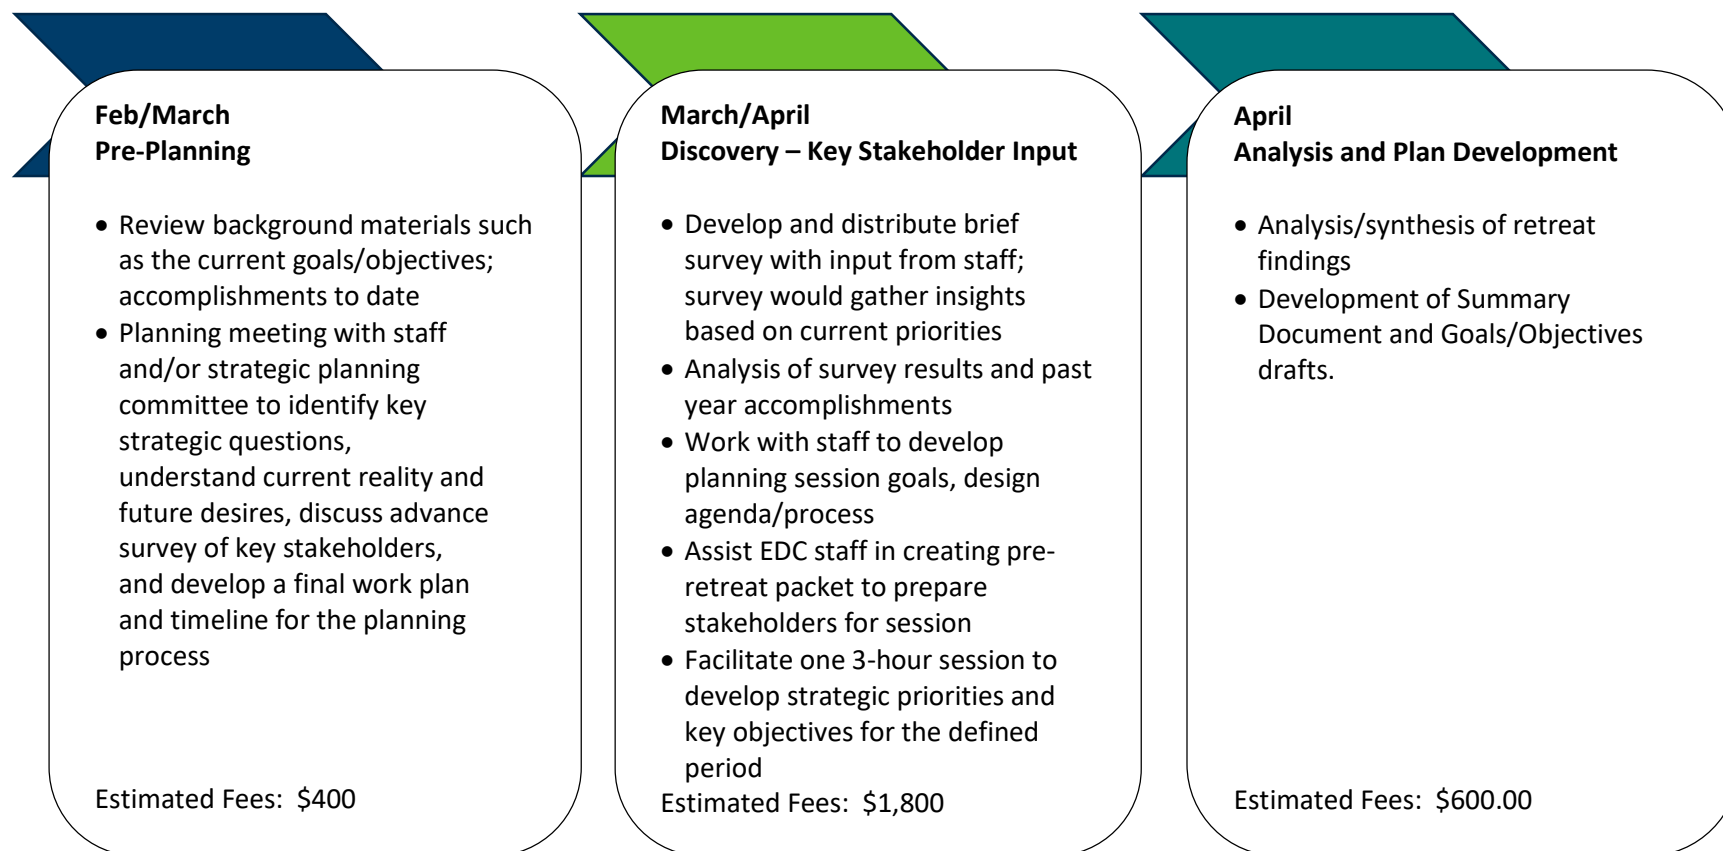 Feb/March
Pre-Planning
• Review background materials such
as the current goals/objectives;
accomplishments to date
• Planning meeting with staff
and/or strategic planning
committee to identify key
strategic questions,
understand current reality and
future desires, discuss advance
survey of key stakeholders,
and develop a final work plan
and timeline for the planning
process
Estimated Fees:  $400
March/April
Discovery – Key Stakeholder Input
• Develop and distribute brief
survey with input from staff;
survey would gather insights
based on current priorities
• Analysis of survey results and past
year accomplishments
• Work with staff to develop
planning session goals, design
agenda/process
• Assist EDC staff in creating pre-
retreat packet to prepare
stakeholders for session
• Facilitate one 3-hour session to
develop strategic priorities and
key objectives for the defined
period
Estimated Fees:  $1,800
April
Analysis and Plan Development
• Analysis/synthesis of retreat
findings
• Development of Summary
Document and Goals/Objectives
drafts.
Estimated Fees:  $600.00